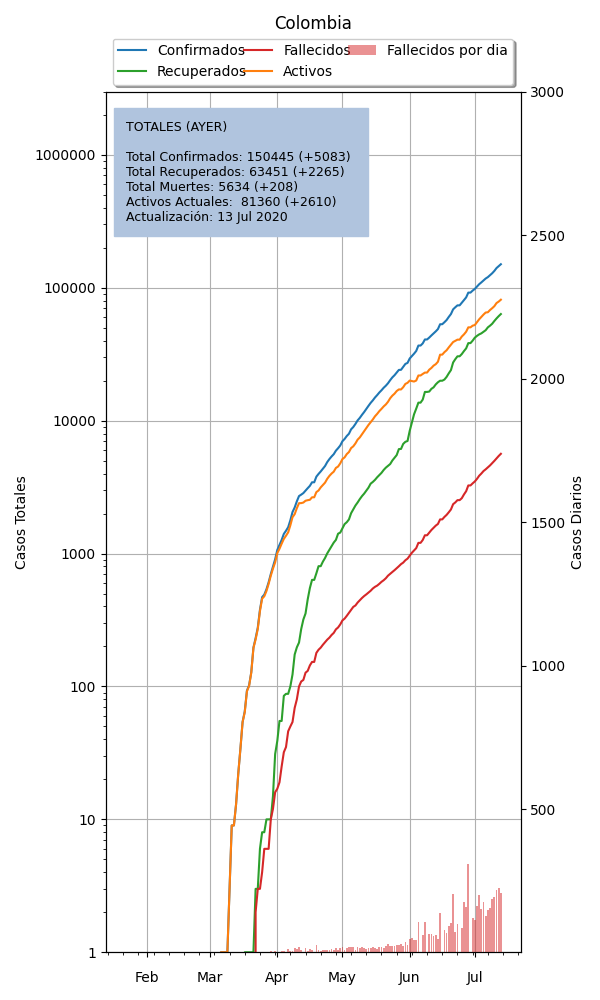 Colombia
Confirmados Fallecidos Fallecidos por dia
Recuperados Activos
TOTALES (AYER)
Total Confirmados: 150445 (+5083)
Total Recuperados: 63451 (+2265)
Total Muertes: 5634 (+208)
Activos Actuales:  81360 (+2610)
Actualización: 13 Jul 2020
Casos Totales
1000000
100000
10000
1000
100
10
1
3000
2500
2000
1500
1000
500
Casos Diarios
Feb Mar Apr May Jun Jul